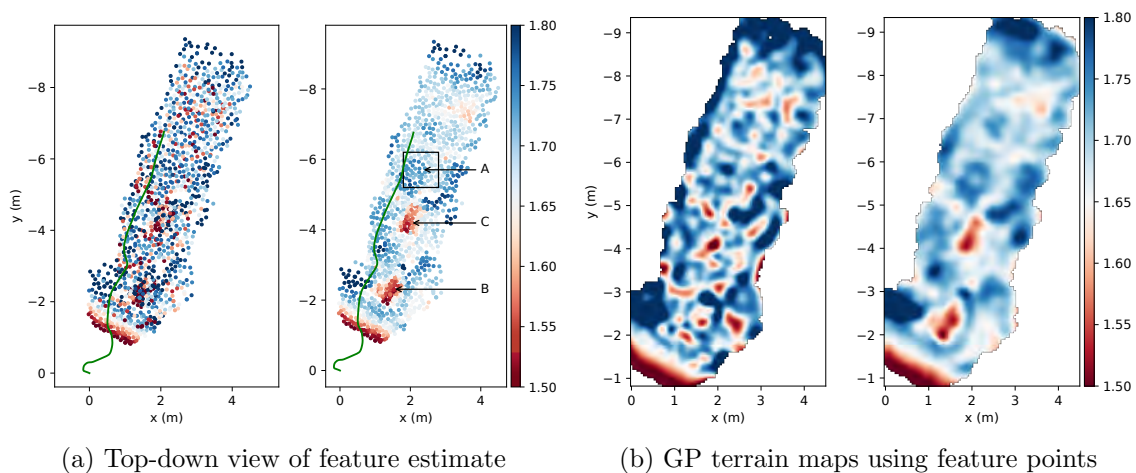 1.80
1.75
1.70
1.65
1.60
1.55
1.50
−8
−6
−4
−2
0
y (m)
0 2 4
x (m)
−8
−6
−4
−2
0
0 2 4
x (m)
A
C
B
−9
−8
−7
−6
−5
−4
−3
−2
−1
y (m)
0 1 2 3 4
x (m)
−9
−8
−7
−6
−5
−4
−3
−2
−1
0 1 2 3 4
x (m)
1.80
1.75
1.70
1.65
1.60
1.55
1.50
(a) Top-down view of feature estimate
(b) GP terrain maps using feature points